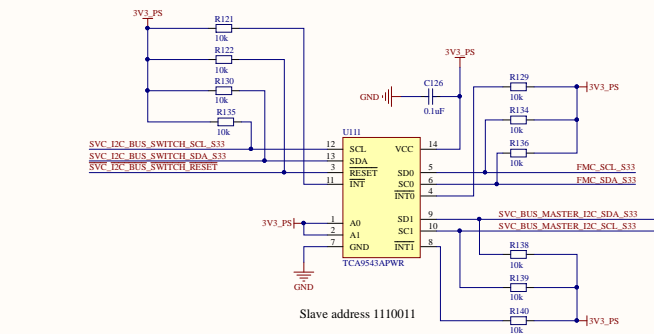 3V3_PS
R121
10k
R122
10k
R130
10k
R135
10k
3V3_PS
C126
GND
0.1uF
R129
3V3_PS
10k
R134
10k
R136
10k
U111
SVC_I2C_BUS_SWITCH_SCL_S33
12 SCL VCC 14
SVC_I2C_BUS_SWITCH_SDA_S33
13 SDA
SVC_I2C_BUS_SWITCH_RESET
3 RESET SD0 5 FMC_SCL_S33
11 INT SC0 6 FMC_SDA_S33
INT0 4
3V3_PS 1 A0 SD1 9 SVC_BUS_MASTER_I2C_SDA_S33
2 A1 SC1 10 SVC_BUS_MASTER_I2C_SCL_S33
7 GND INT1 8
TCA9543APWR
GND
R138
10k
R139
10k
R140
3V3_PS
10k
Slave address 1110011